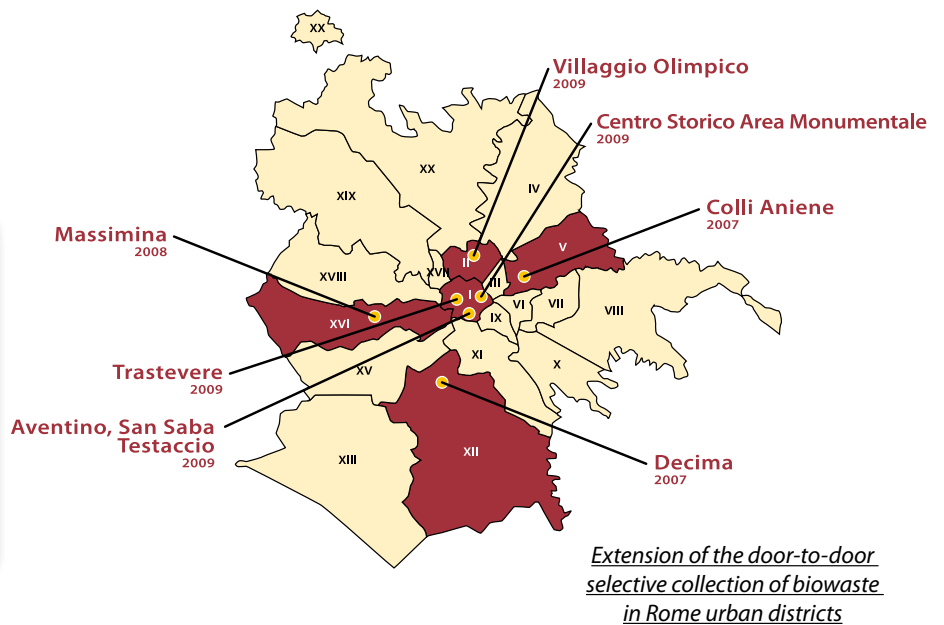 XX
Villaggio Olimpico
2009
Centro Storico Area Monumentale
2009
XX
IV
XIX
Colli Aniene
2007
Massimina
2008
V
II
XVII
XVIII
III
I
VI
VII
VIII
IX
XVI
XI
X
XV
Trastevere
2009
Aventino, San Saba
Testaccio
2009
XII
XIII
Decima
2007
Extension of the door-to-door
selective collection of biowaste
in Rome urban districts